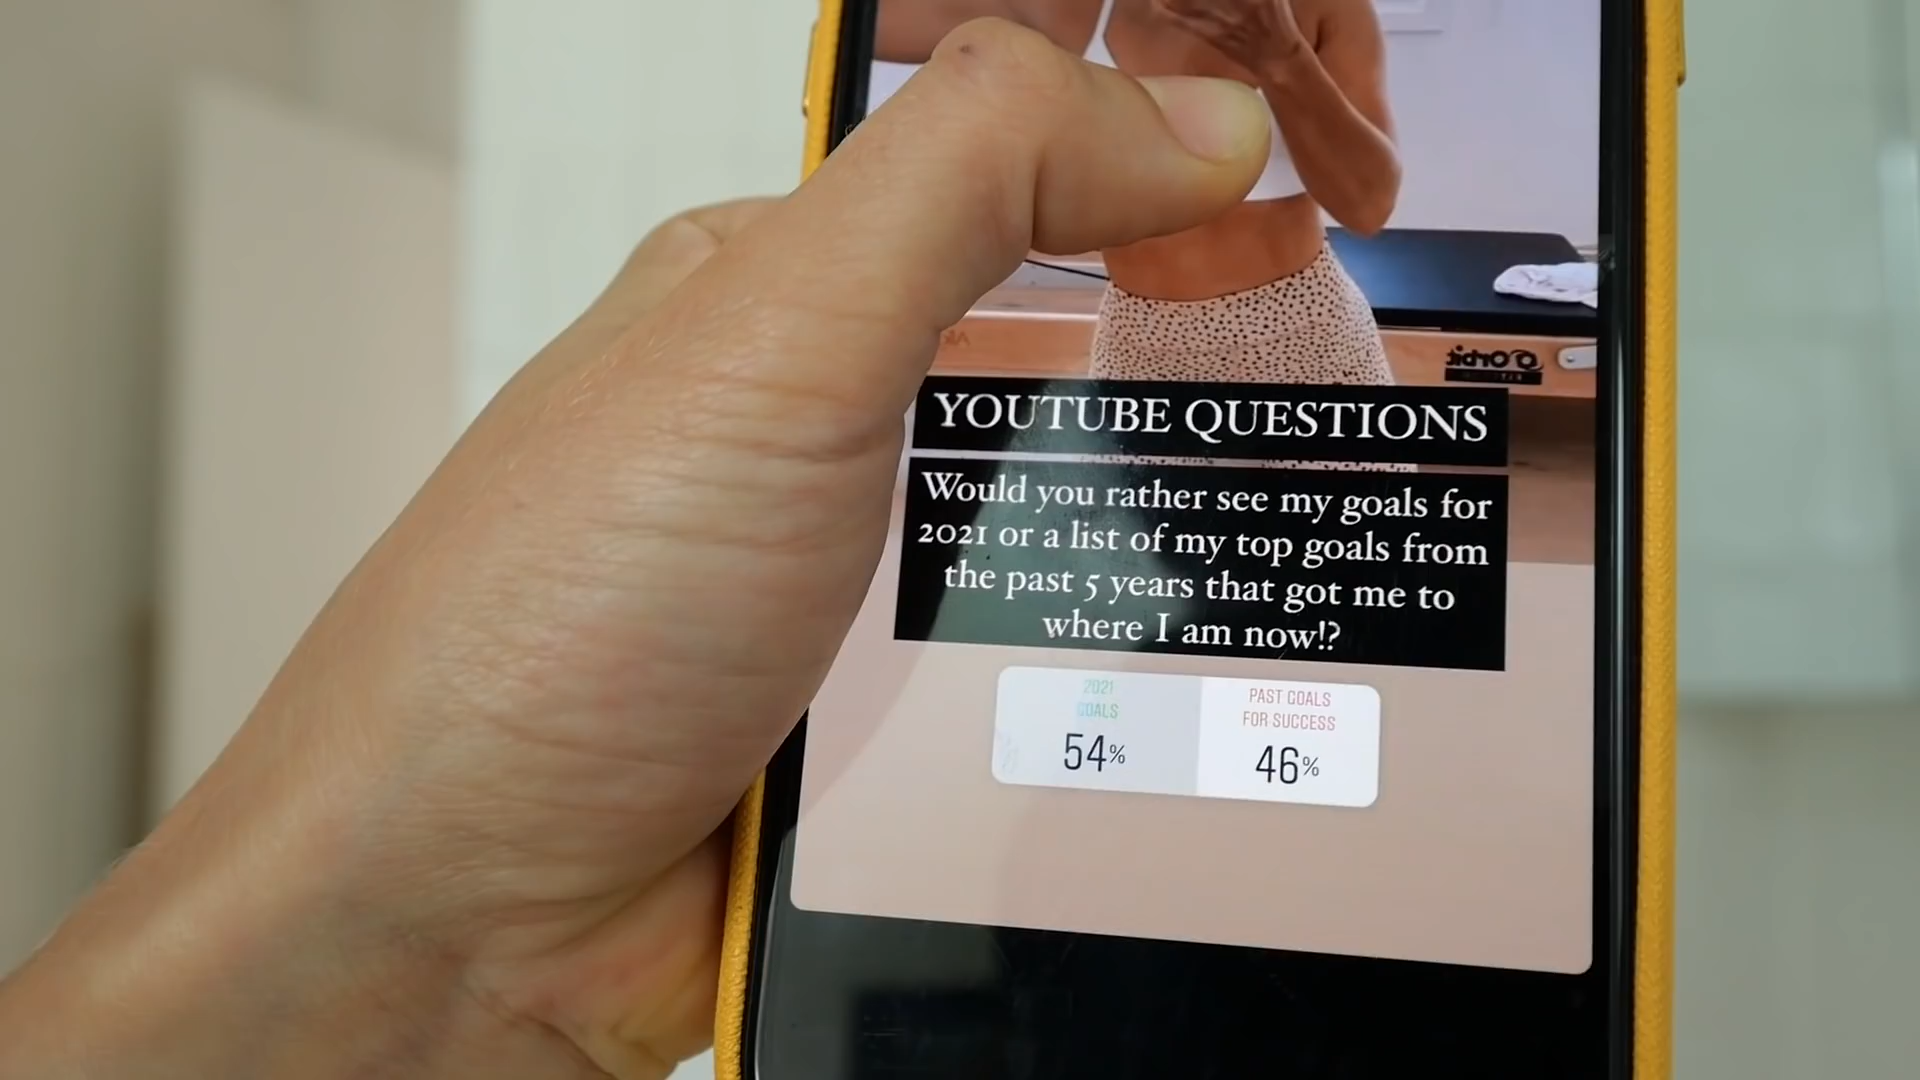 Orbit
YOUTUBE QUESTIONS
Would you rather see my goals for
2021 or a list of my top goals from
the past 5 years that got me to
where I am now!?
2021
GOALS
54%
PAST GOALS
FOR SUCCESS
46%